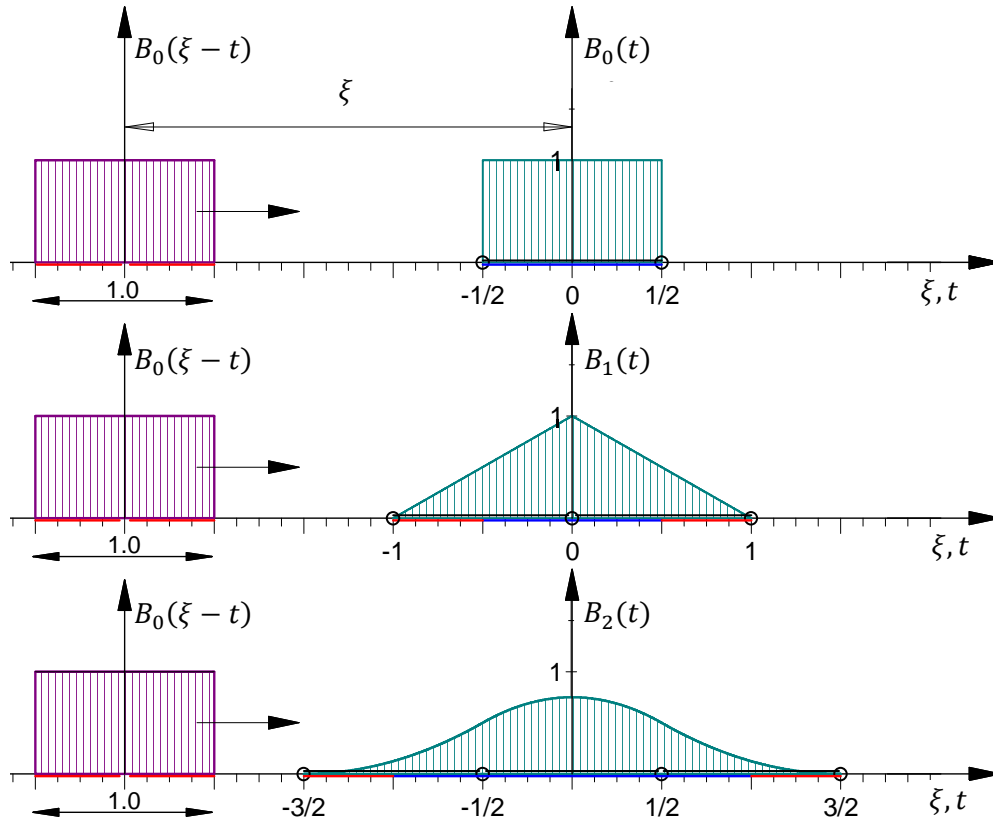 B₀(ξ − t) B₀(t)
ξ
1
-1/2 0 1/2
1.0 ξ, t
B₀(ξ − t) B₁(t)
1
-1 0 1
1.0 ξ, t
B₀(ξ − t) B₂(t)
1
-3/2 -1/2 1/2 3/2
1.0 ξ, t